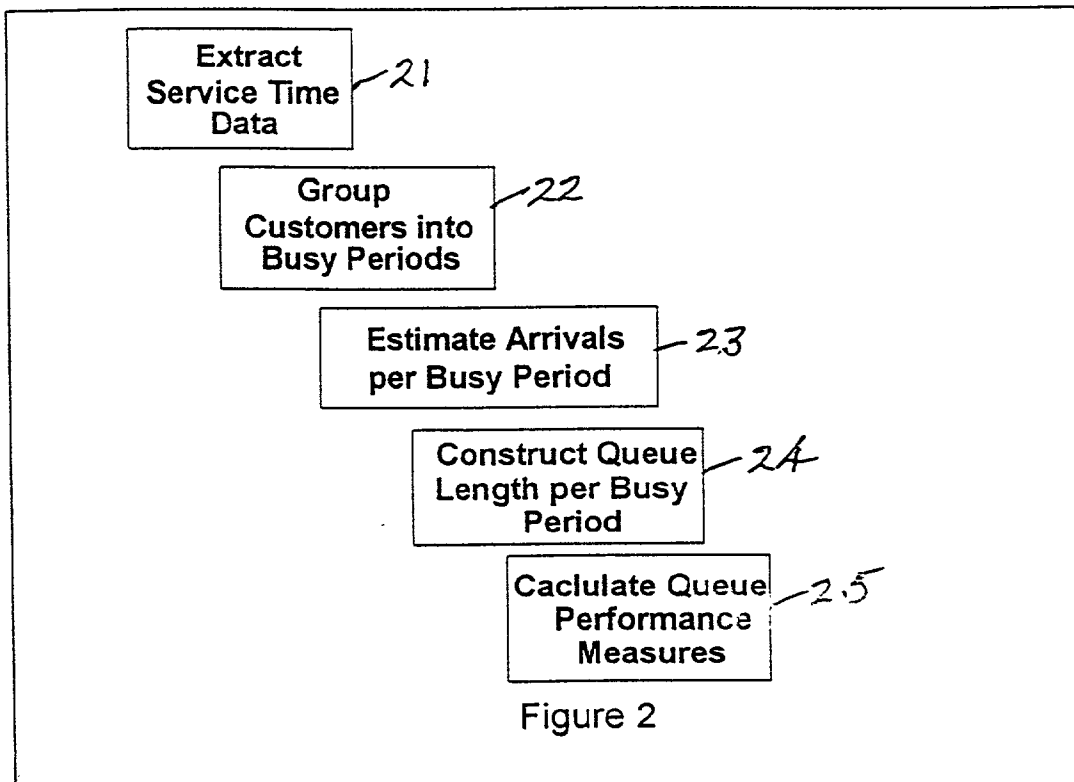 Extract
Service Time
Data
21
Group
Customers into
Busy Periods
22
Estimate Arrivals
per Busy Period
23
Construct Queue
Length per Busy
Period
24
Caclulate Queue
Performance
Measures
25
Figure 2